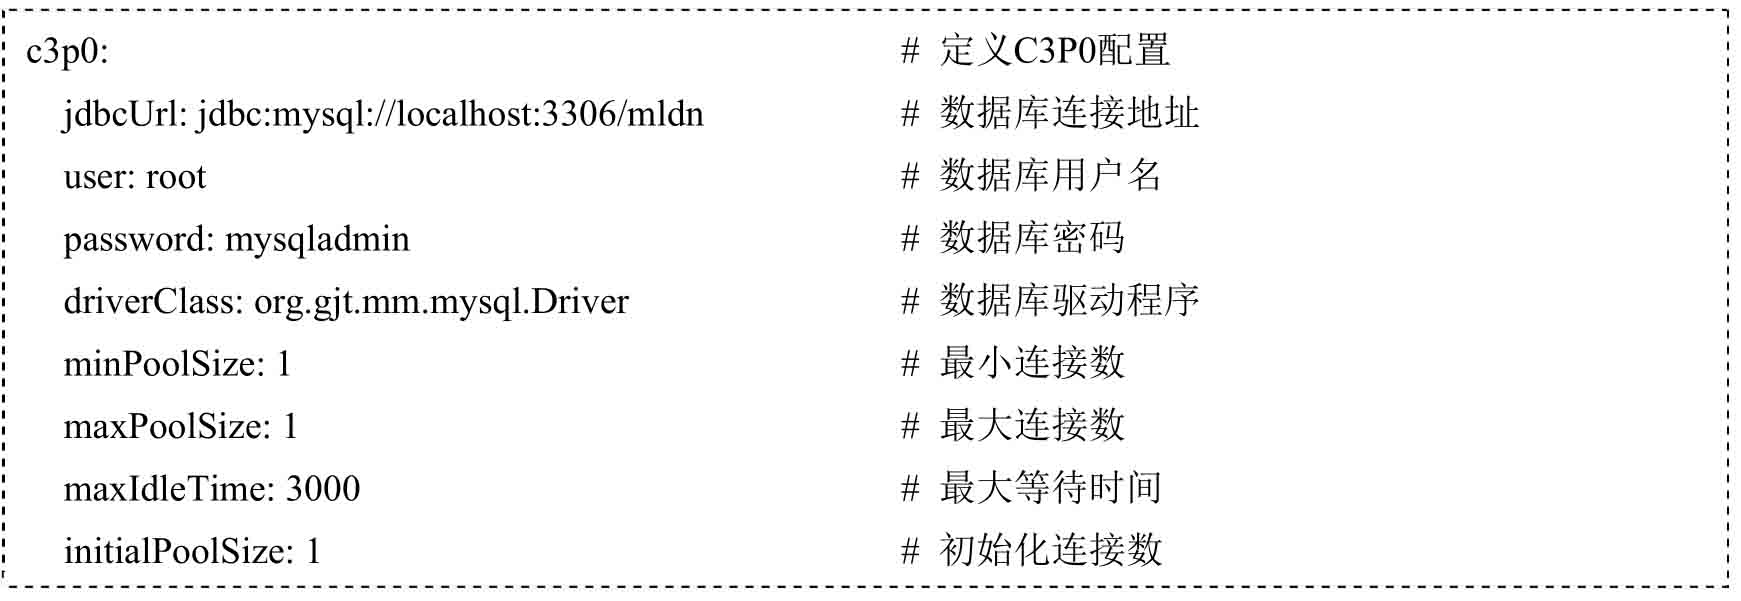 c3p0: # 定义C3P0配置
jdbcUrl: jdbc:mysql://localhost:3306/mldn # 数据库连接地址
user: root # 数据库用户名
password: mysqladmin # 数据库密码
driverClass: org.gjt.mm.mysql.Driver # 数据库驱动程序
minPoolSize: 1 # 最小连接数
maxPoolSize: 1 # 最大连接数
maxIdleTime: 3000 # 最大等待时间
initialPoolSize: 1 # 初始化连接数